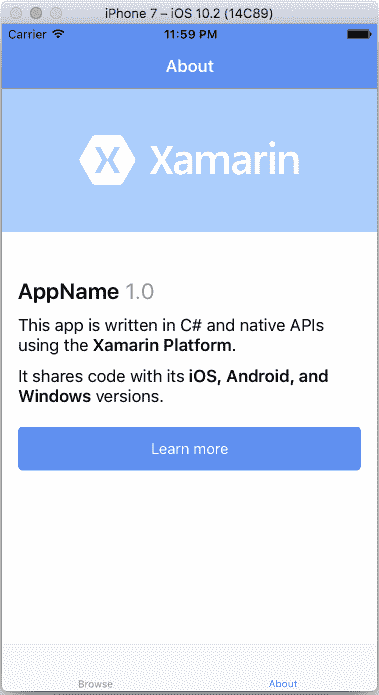 iPhone 7 – iOS 10.2 (14C89)
Carrier 11:59 PM
About
Xamarin
AppName 1.0
This app is written in C# and native APIs
using the Xamarin Platform.
It shares code with its iOS, Android, and
Windows versions.
Learn more
Browse About